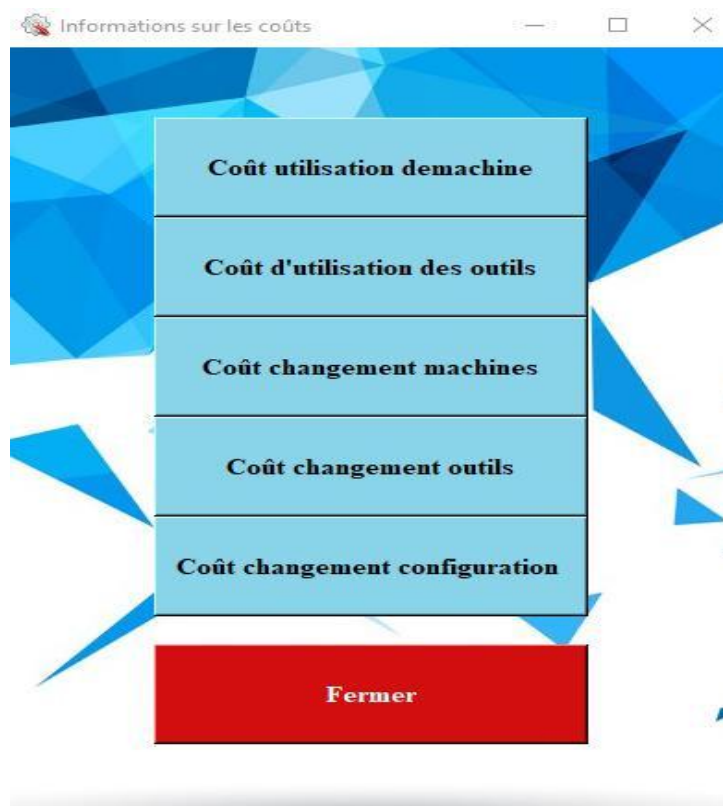 Informations sur les coûts
Coût utilisation demachine
Coût d'utilisation des outils
Coût changement machines
Coût changement outils
Coût changement configuration
Fermer